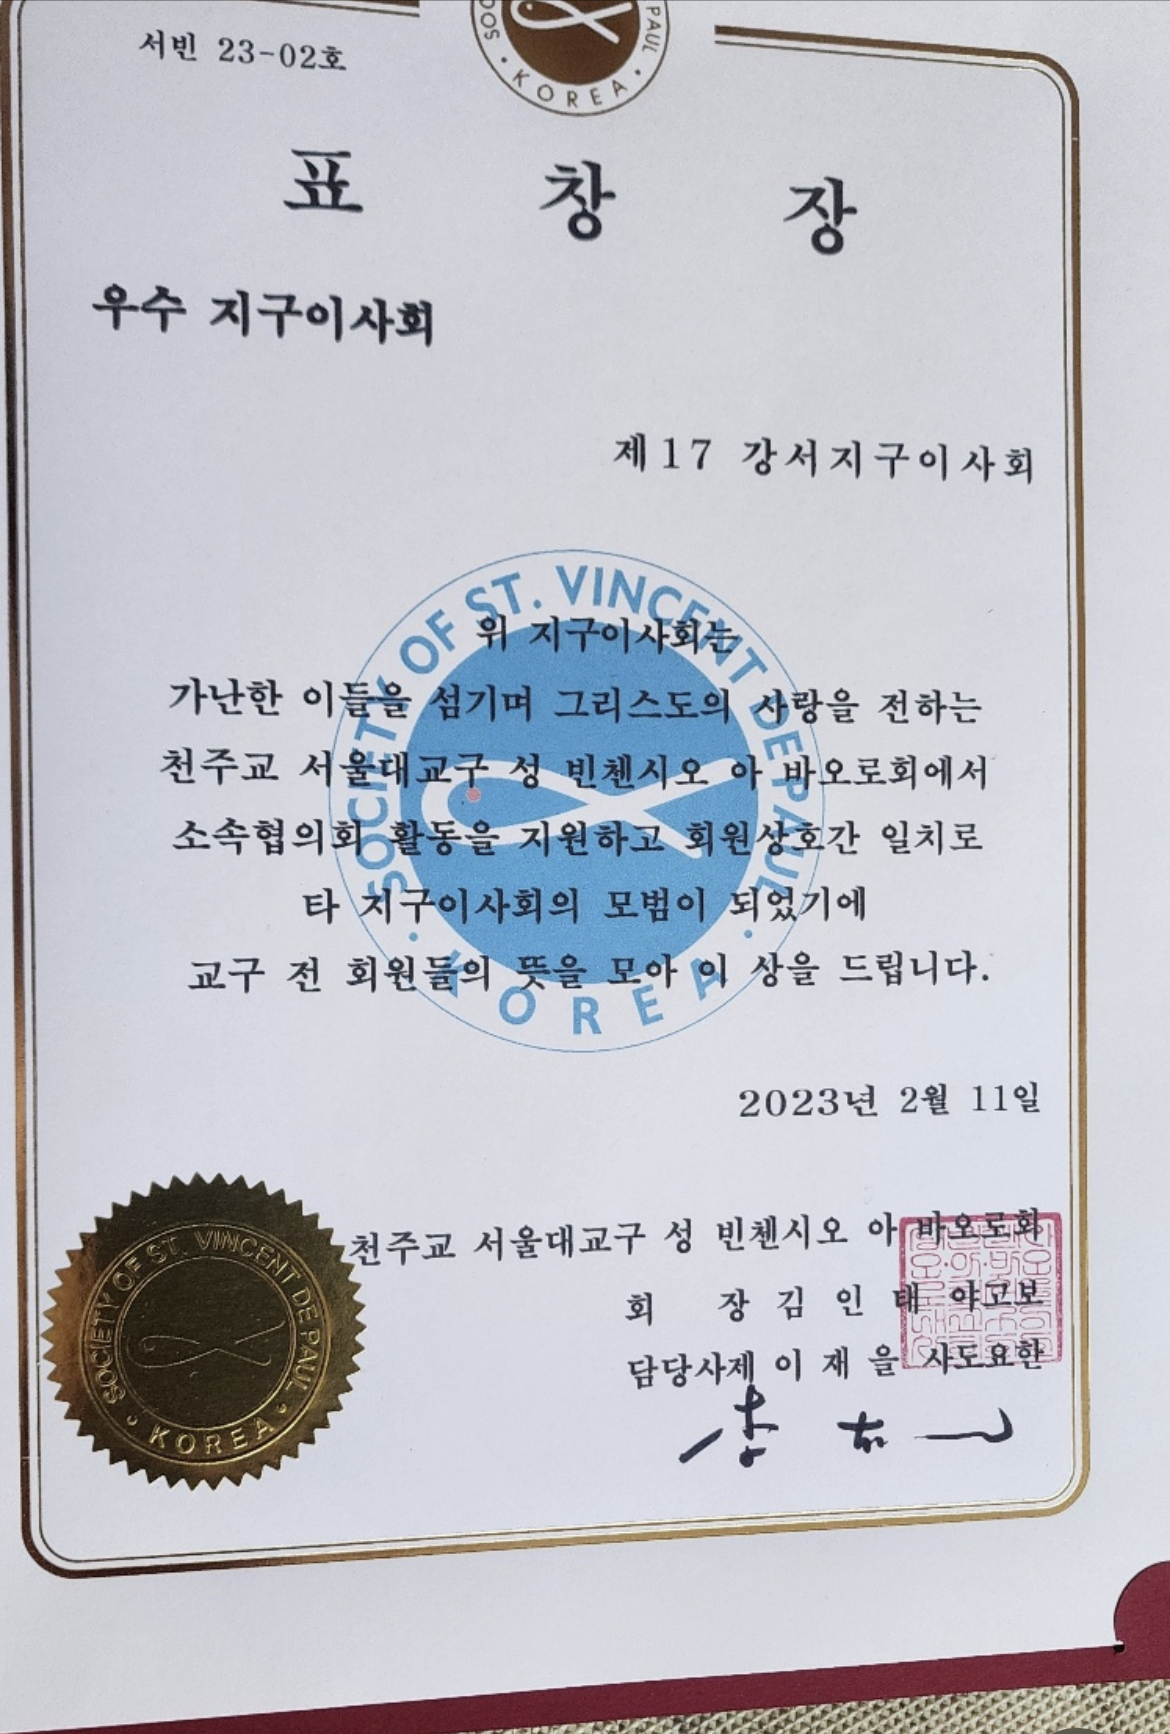 서빈 23-02호
SOC PAUL
· KOREA ·
표 창 장
우수 지구이사회
제17 강서지구이사회
SOCIETY OF ST. VINCENT DEPAUL
· KOREA ·
위 지구이사회는
가난한 이들을 섬기며 그리스도의 사랑을 전하는
천주교 서울대교구 성 빈첸시오 아 바오로회에서
소속협의회 활동을 지원하고 회원상호간 일치로
타 지구이사회의 모범이 되었기에
교구 전 회원들의 뜻을 모아 이 상을 드립니다.
2023년 2월 11일
천주교 서울대교구 성 빈첸시오 아 바오로회
회 장 김 인 태 야고보
담당사제 이 재 을 사도요한
SOCIETY OF ST. VINCENT DE PAUL
· KOREA ·